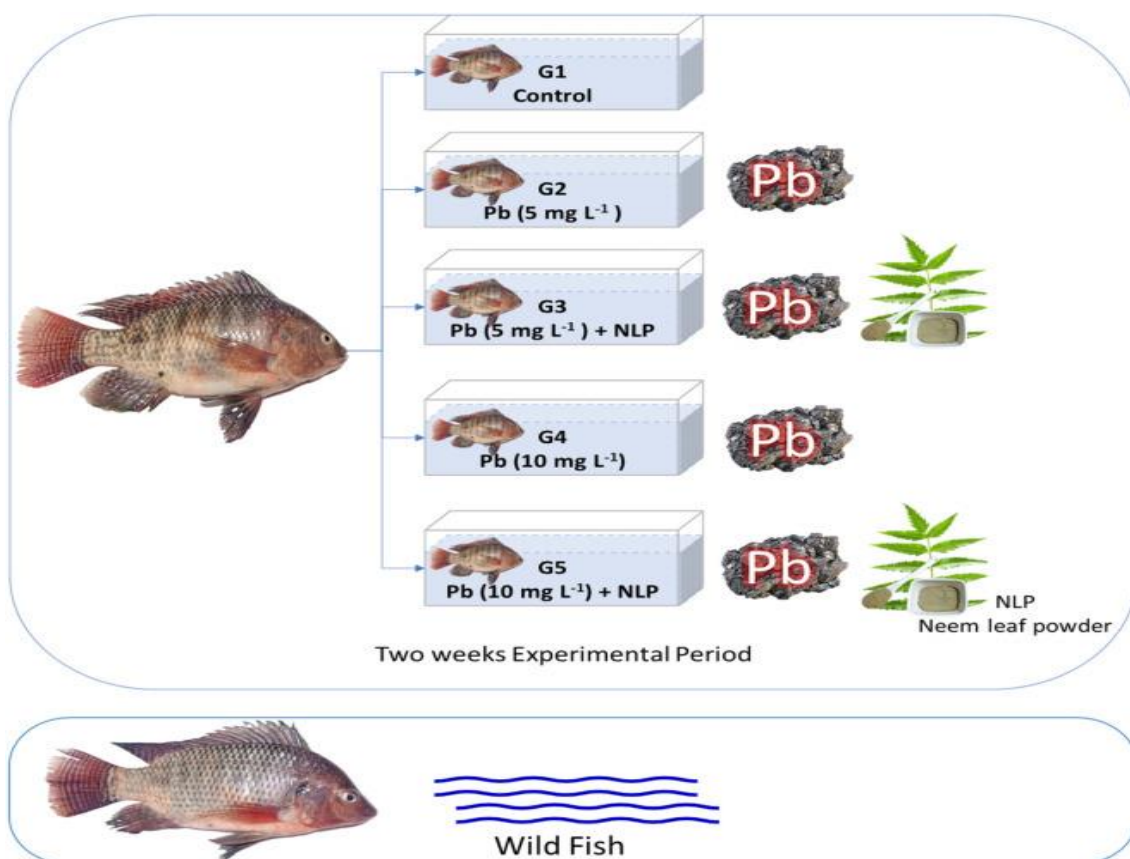 G1
Control
G2
Pb (5 mg L⁻¹ )
Pb
G3
Pb (5 mg L⁻¹ ) + NLP
Pb
G4
Pb (10 mg L⁻¹)
Pb
G5
Pb (10 mg L⁻¹) + NLP
Pb
NLP
Neem leaf powder
Two weeks Experimental Period
Wild Fish